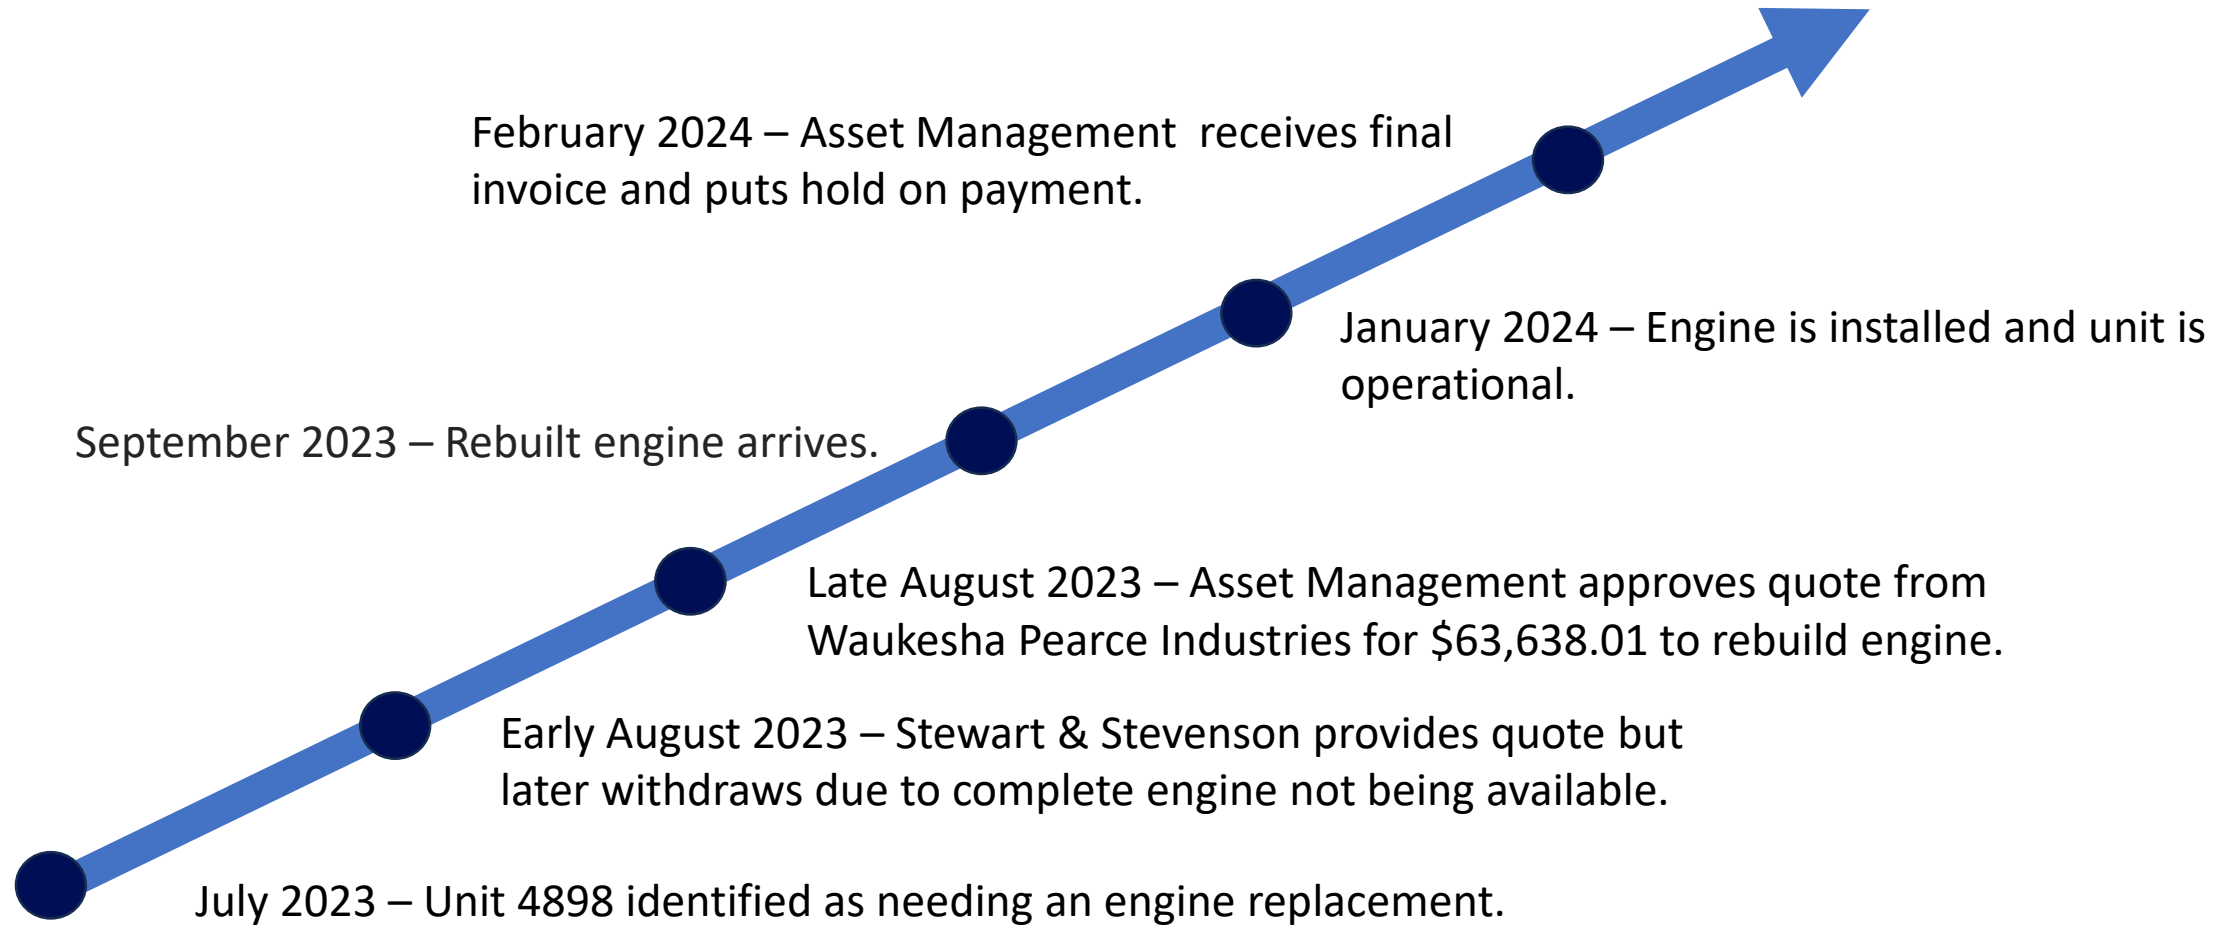 February 2024 – Asset Management  receives final
invoice and puts hold on payment.
January 2024 – Engine is installed and unit is
operational.
September 2023 – Rebuilt engine arrives.
Late August 2023 – Asset Management approves quote from
Waukesha Pearce Industries for $63,638.01 to rebuild engine.
Early August 2023 – Stewart & Stevenson provides quote but
later withdraws due to complete engine not being available.
July 2023 – Unit 4898 identified as needing an engine replacement.